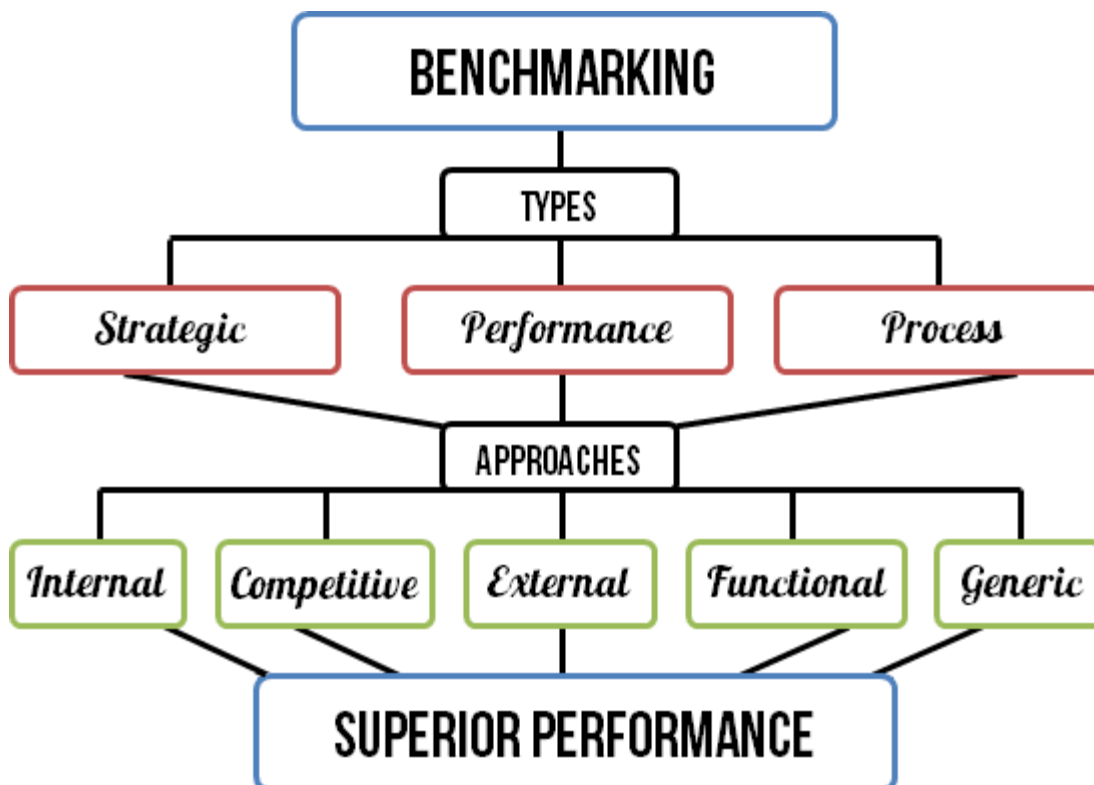 BENCHMARKING
TYPES
Strategic
Performance
Process
APPROACHES
Internal
Competitive
External
Functional
Generic
SUPERIOR PERFORMANCE